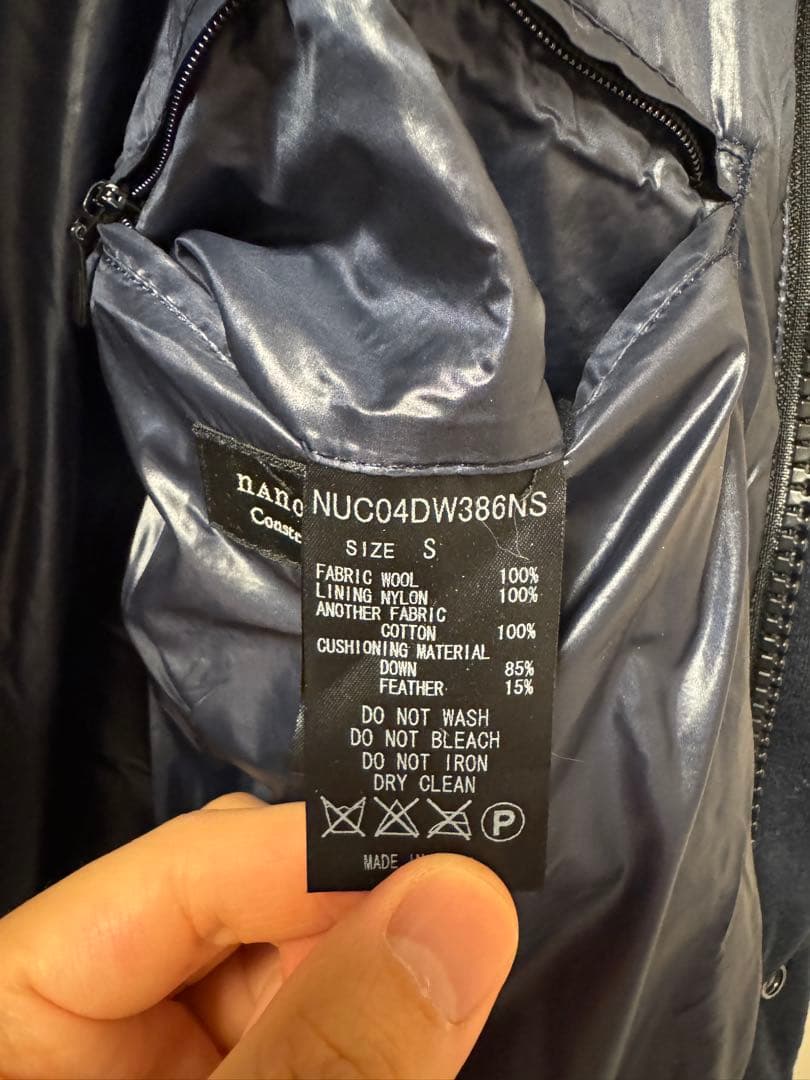 nANO
NUC04DW386NS
SIZE S
FABRIC WOOL 100%
LINING NYLON 100%
ANOTHER FABRIC
COTTON 100%
CUSHIONING MATERIAL
DOWN 85%
FEATHER 15%
DO NOT WASH
DO NOT BLEACH
DO NOT IRON
DRY CLEAN
P
MADE